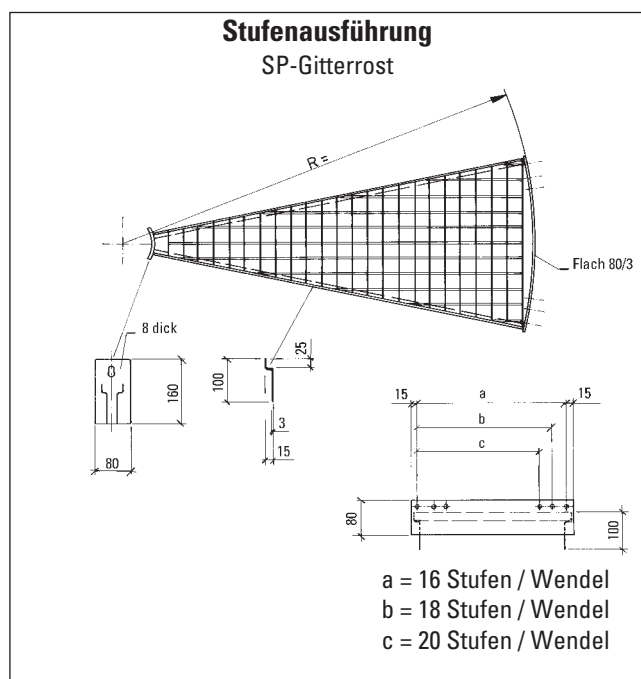 Stufenausführung
SP-Gitterrost
R =
Flach 80/3
8 dick
160
80
100
25
3
15
15
a
15
b
c
80
100
a = 16 Stufen / Wendel
b = 18 Stufen / Wendel
c = 20 Stufen / Wendel